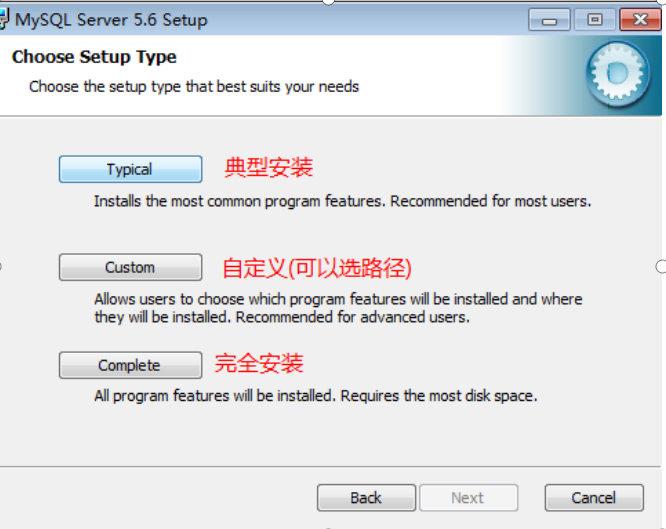 MySQL Server 5.6 Setup
Choose Setup Type
Choose the setup type that best suits your needs
Typical 典型安装
Installs the most common program features. Recommended for most users.
Custom 自定义(可以选路径)
Allows users to choose which program features will be installed and where
they will be installed. Recommended for advanced users.
Complete 完全安装
All program features will be installed. Requires the most disk space.
Back Next Cancel